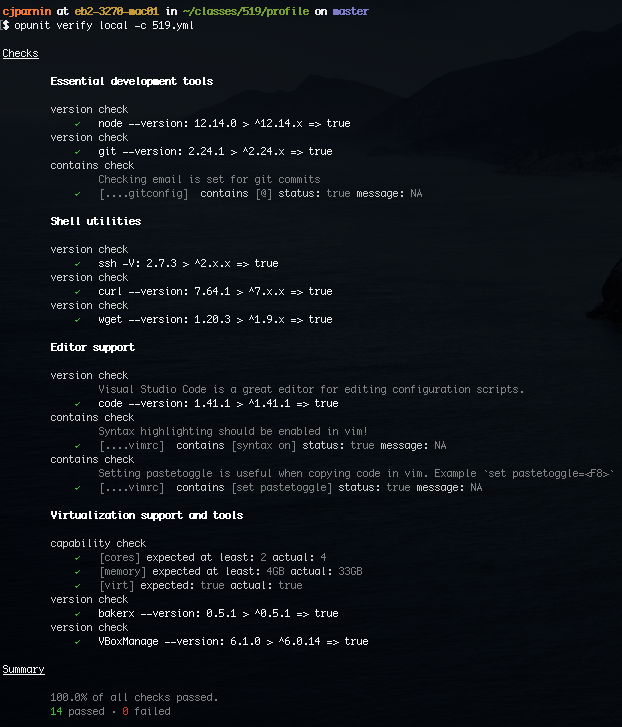 cjparnin at eb2-3270-mac01 in ~/classes/519/profile on master
$ opunit verify local -c 519.yml
Checks
Essential development tools
version check
✓ node --version: 12.14.0 > ^12.14.x => true
version check
✓ git --version: 2.24.1 > ^2.24.x => true
contains check
Checking email is set for git commits
✓ [....gitconfig]  contains [@] status: true message: NA
Shell utilities
version check
✓ ssh -V: 2.7.3 > ^2.x.x => true
version check
✓ curl --version: 7.64.1 > ^7.x.x => true
version check
✓ wget --version: 1.20.3 > ^1.9.x => true
Editor support
version check
Visual Studio Code is a great editor for editing configuration scripts.
✓ code --version: 1.41.1 > ^1.41.1 => true
contains check
Syntax highlighting should be enabled in vim!
✓ [....vimrc]  contains [syntax on] status: true message: NA
contains check
Setting pastetoggle is useful when copying code in vim. Example `set pastetoggle=<F8>`
✓ [....vimrc]  contains [set pastetoggle] status: true message: NA
Virtualization support and tools
capability check
✓ [cores] expected at least: 2 actual: 4
✓ [memory] expected at least: 4GB actual: 33GB
✓ [virt] expected: true actual: true
version check
✓ bakerx --version: 0.5.1 > ^0.5.1 => true
version check
✓ VBoxManage --version: 6.1.0 > ^6.0.14 => true
Summary
100.0% of all checks passed.
14 passed · 0 failed